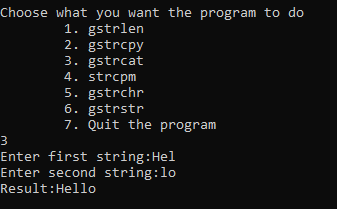 Choose what you want the program to do
1. gstrlen
2. gstrcpy
3. gstrcat
4. strcpm
5. gstrchr
6. gstrstr
7. Quit the program
3
Enter first string:Hel
Enter second string:lo
Result:Hello